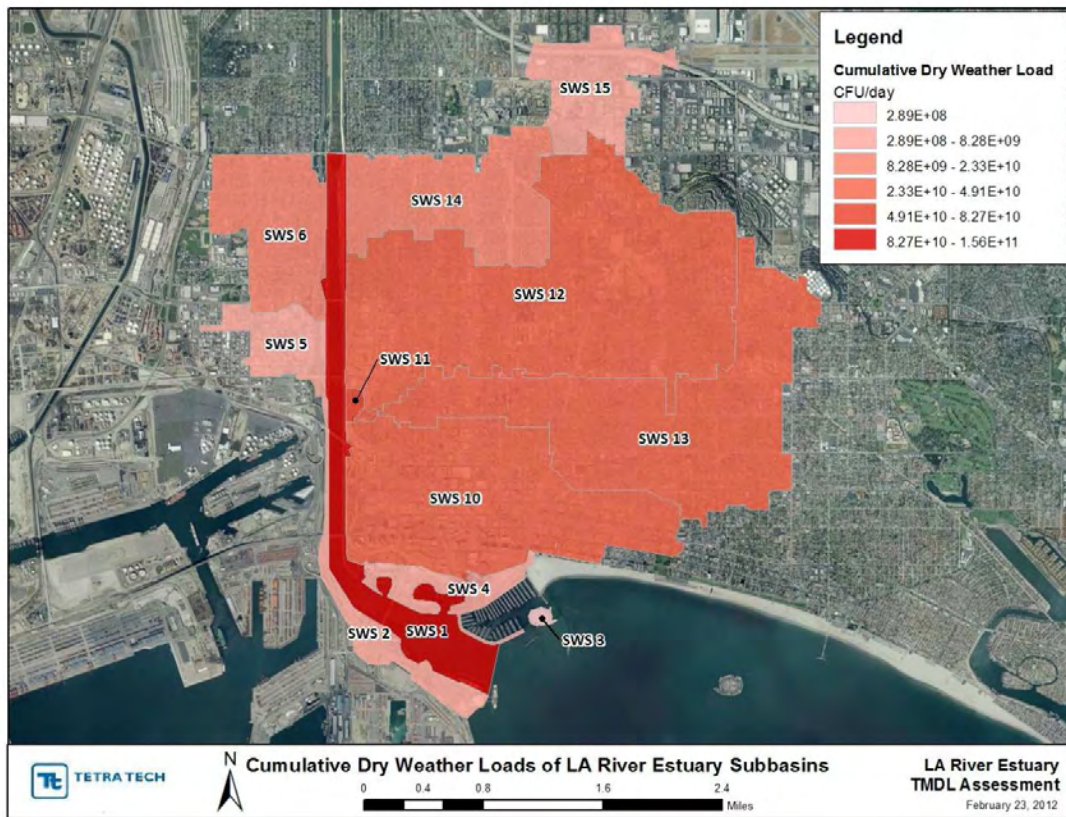 Legend
Cumulative Dry Weather Load
CFU/day
2.89E+08
2.89E+08 - 8.28E+09
8.28E+09 - 2.33E+10
2.33E+10 - 4.91E+10
4.91E+10 - 8.27E+10
8.27E+10 - 1.56E+11
SWS 15
SWS 14
SWS 6
SWS 12
SWS 5
SWS 11
SWS 13
SWS 10
SWS 4
SWS 2
SWS 1
SWS 3
Tt TETRA TECH
N
Cumulative Dry Weather Loads of LA River Estuary Subbasins
0 0.4 0.8 1.6 2.4
Miles
LA River Estuary
TMDL Assessment
February 23, 2012